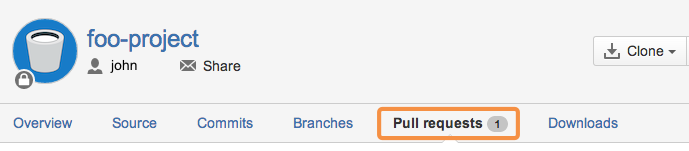 foo-project
john Share Clone
Overview Source Commits Branches Pull requests 1 Downloads